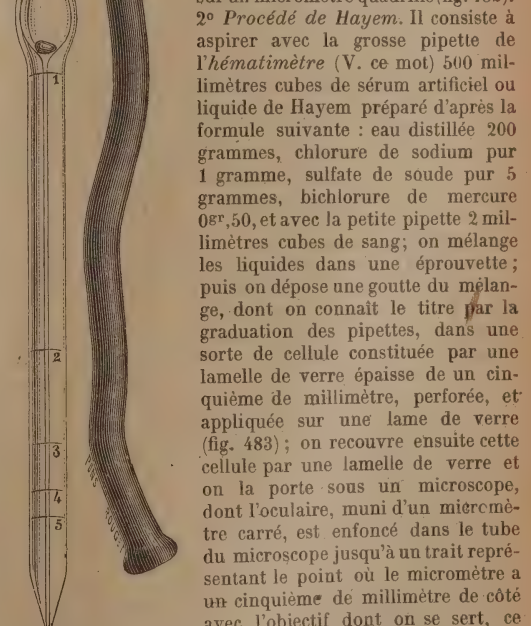 2º Procédé de Hayem. Il consiste à
aspirer avec la grosse pipette de
l'hématimètre (V. ce mot) 500 mil-
limètres cubes de sérum artificiel ou
liquide de Hayem préparé d'après la
formule suivante : eau distillée 200
grammes, chlorure de sodium pur
1 gramme, sulfate de soude pur 5
grammes, bichlorure de mercure
0gr,50, et avec la petite pipette 2 mil-
limètres cubes de sang; on mélange
les liquides dans une éprouvette;
puis on dépose une goutte du mélan-
ge, dont on connaît le titre par la
graduation des pipettes, dans une
sorte de cellule constituée par une
lamelle de verre épaisse de un cin-
quième de millimètre, perforée, et
appliquée sur une lame de verre
(fig. 483); on recouvre ensuite cette
cellule par une lamelle de verre et
on la porte sous un microscope,
dont l'oculaire, muni d'un micromè-
tre carré, est enfoncé dans le tube
du microscope jusqu'à un trait repré-
sentant le point où le micromètre a
un cinquième de millimètre de côté
avec l'objectif dont on se sert, ce
1
2
3
4
5